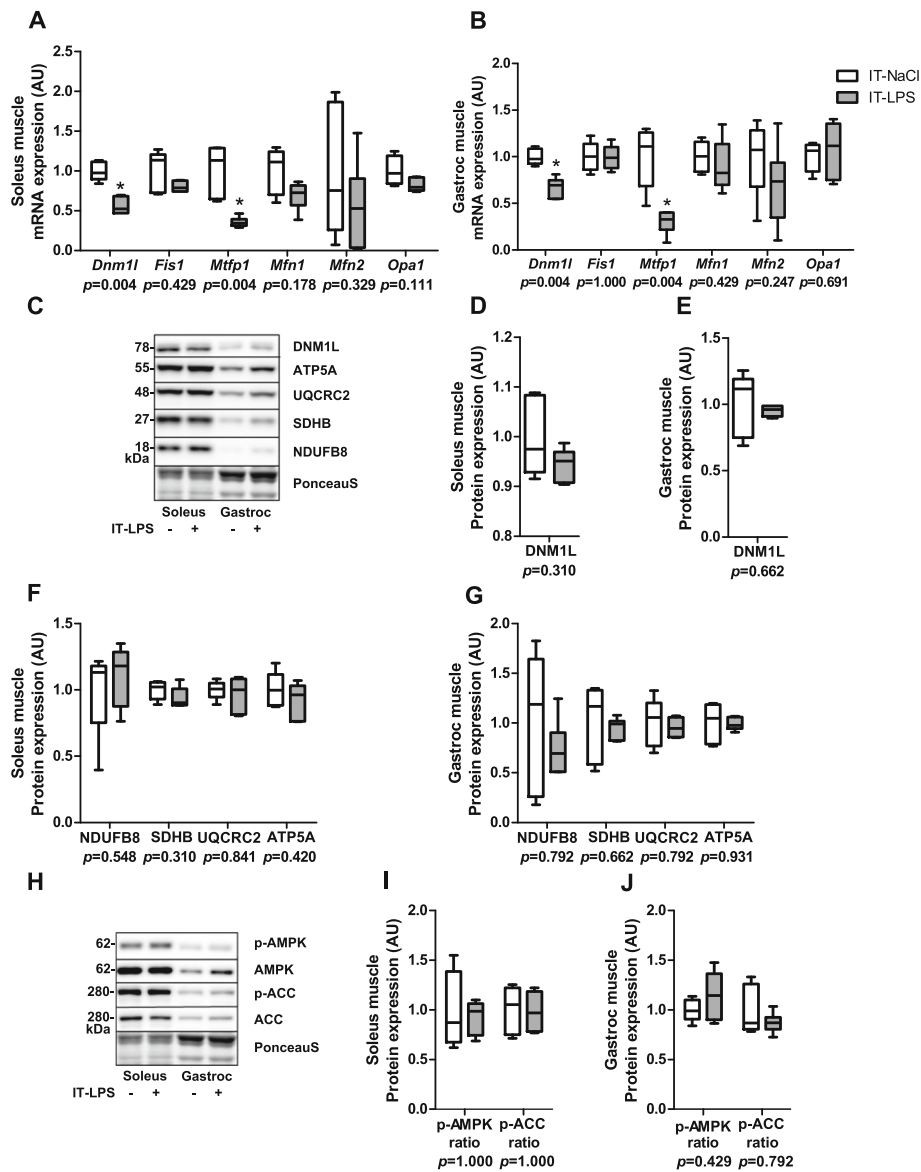 A
Soleus muscle
mRNA expression (AU)
2.5
2.0
1.5
1.0
0.5
0.0
*
*
Dnm1l Fis1 Mtfp1 Mfn1 Mfn2 Opa1
p=0.004 p=0.429 p=0.004 p=0.178 p=0.329 p=0.111
B
Gastroc muscle
mRNA expression (AU)
2.0
1.5
1.0
0.5
0.0
*
*
Dnm1l Fis1 Mtfp1 Mfn1 Mfn2 Opa1
p=0.004 p=1.000 p=0.004 p=0.429 p=0.247 p=0.691
IT-NaCl
IT-LPS
C
78- DNM1L
55- ATP5A
48- UQCRC2
27- SDHB
18- NDUFB8
kDa
PonceauS
Soleus Gastroc
IT-LPS - + - +
D
Soleus muscle
Protein expression (AU)
1.2
1.1
1.0
0.9
0.8
DNM1L
p=0.310
E
Gastroc muscle
Protein expression (AU)
1.5
1.0
0.5
0.0
DNM1L
p=0.662
F
Soleus muscle
Protein expression (AU)
1.5
1.0
0.5
0.0
NDUFB8 SDHB UQCRC2 ATP5A
p=0.548 p=0.310 p=0.841 p=0.420
G
Gastroc muscle
Protein expression (AU)
2.0
1.5
1.0
0.5
0.0
NDUFB8 SDHB UQCRC2 ATP5A
p=0.792 p=0.662 p=0.792 p=0.931
H
62- p-AMPK
62- AMPK
280- p-ACC
280- ACC
kDa
PonceauS
Soleus Gastroc
IT-LPS - + - +
I
Soleus muscle
Protein expression (AU)
2.0
1.5
1.0
0.5
0.0
p-AMPK p-ACC
ratio ratio
p=1.000 p=1.000
J
Gastroc muscle
Protein expression (AU)
2.0
1.5
1.0
0.5
0.0
p-AMPK p-ACC
ratio ratio
p=0.429 p=0.792